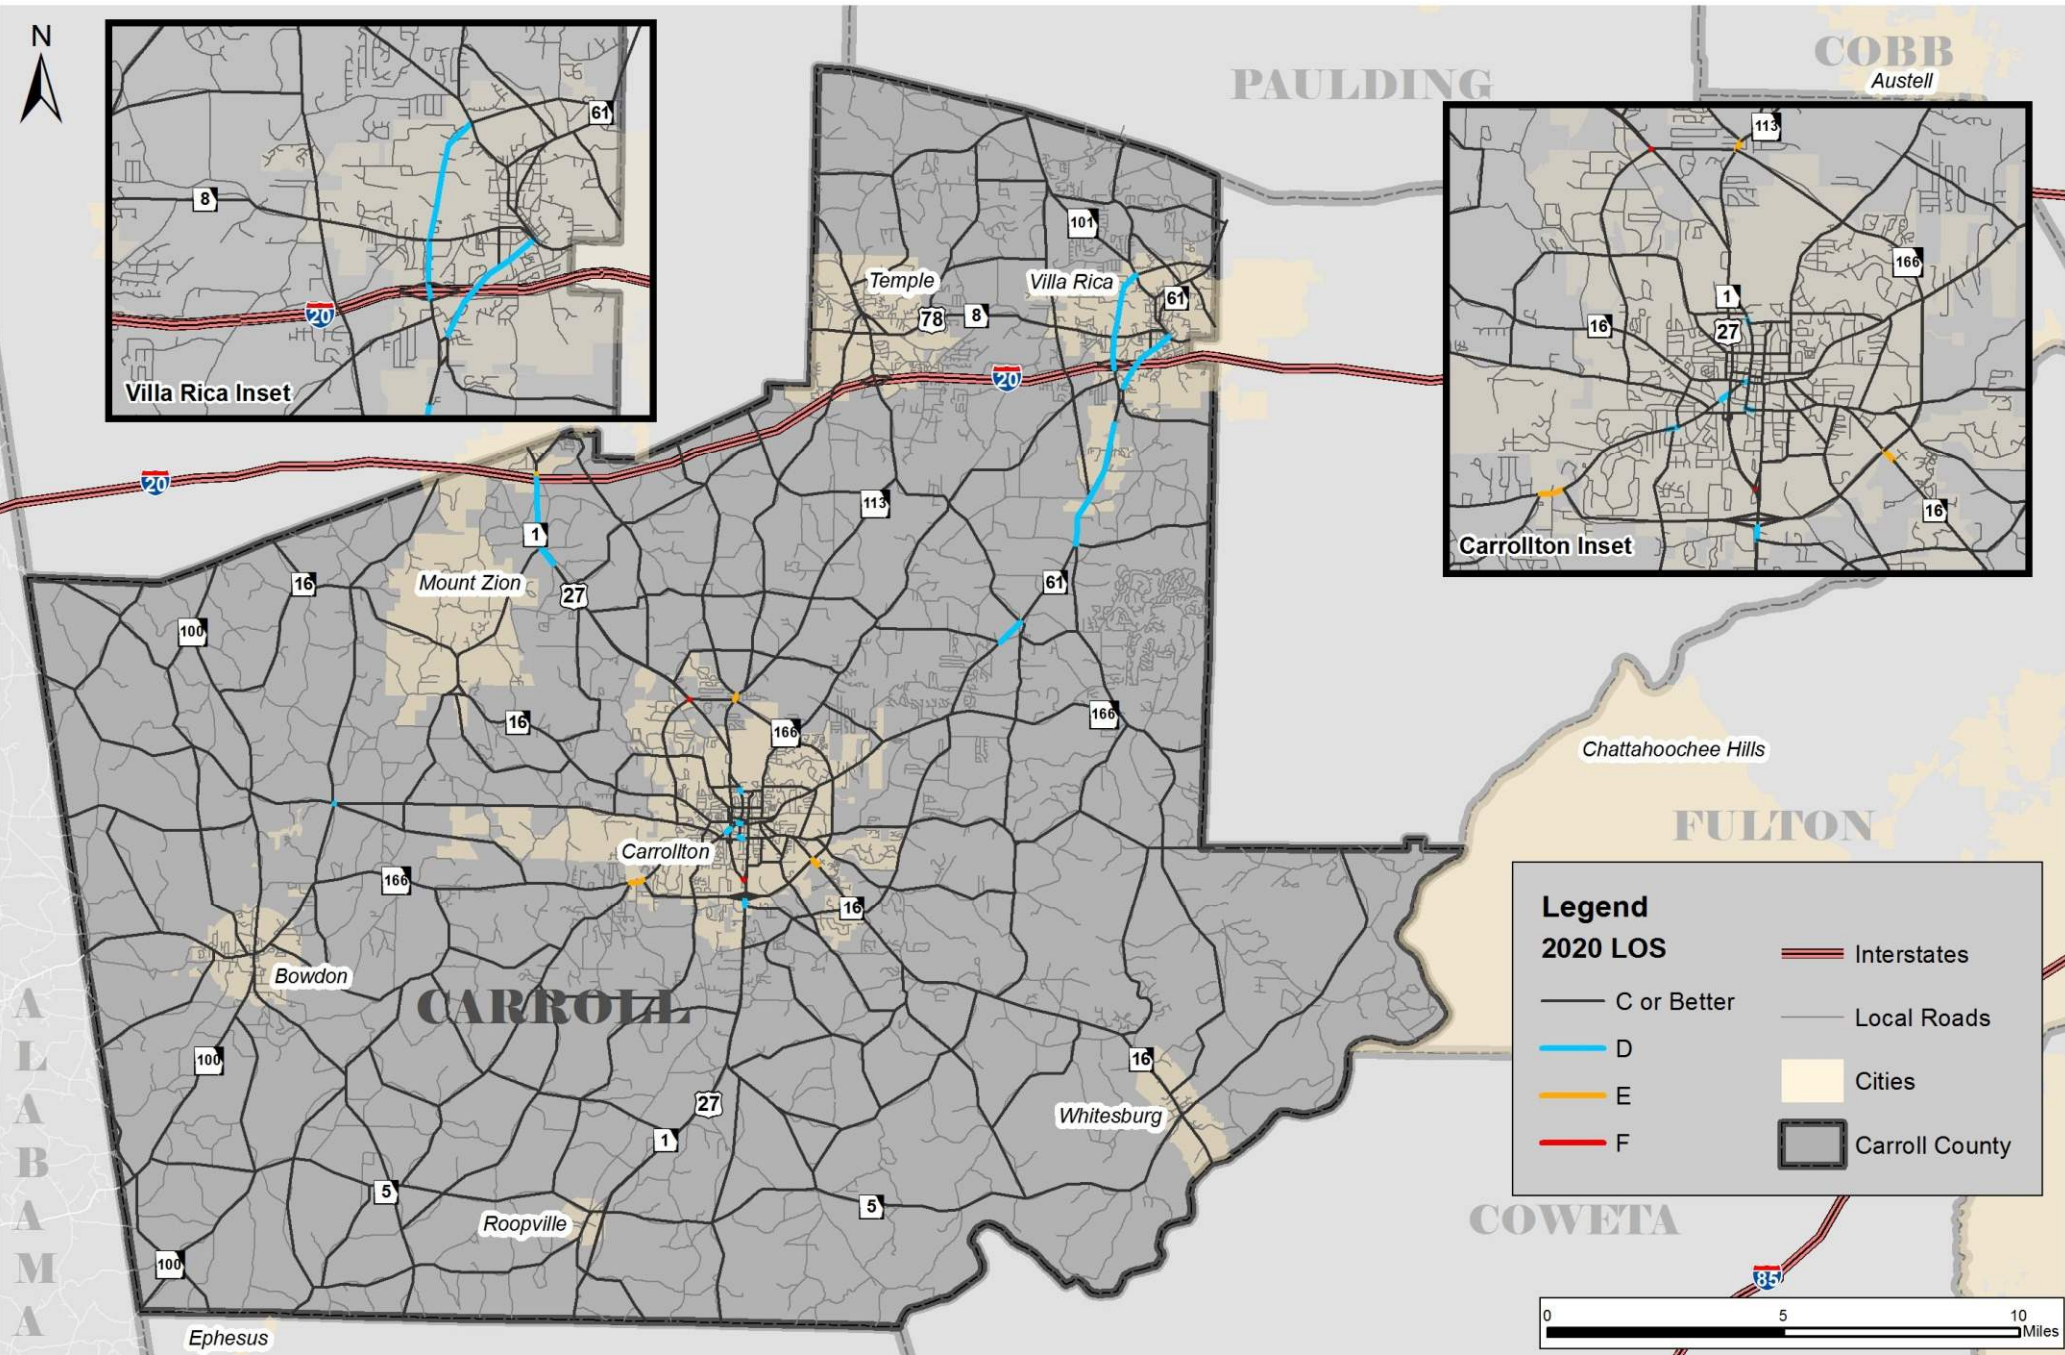 N
61
8
20
Villa Rica Inset
PAULDING
COBB
Austell
113
166
1
27
16
16
Carrollton Inset
101
Temple
Villa Rica
61
78
8
20
20
113
1
16
Mount Zion
27
61
100
16
166
166
Chattahoochee Hills
FULTON
Carrollton
166
16
Bowdon
CARROLL
ALABAMA
100
16
27
Whitesburg
1
5
5
Roopville
100
Ephesus
COWETA
85
Legend
2020 LOS
C or Better
D
E
F
Interstates
Local Roads
Cities
Carroll County
0 5 10
Miles